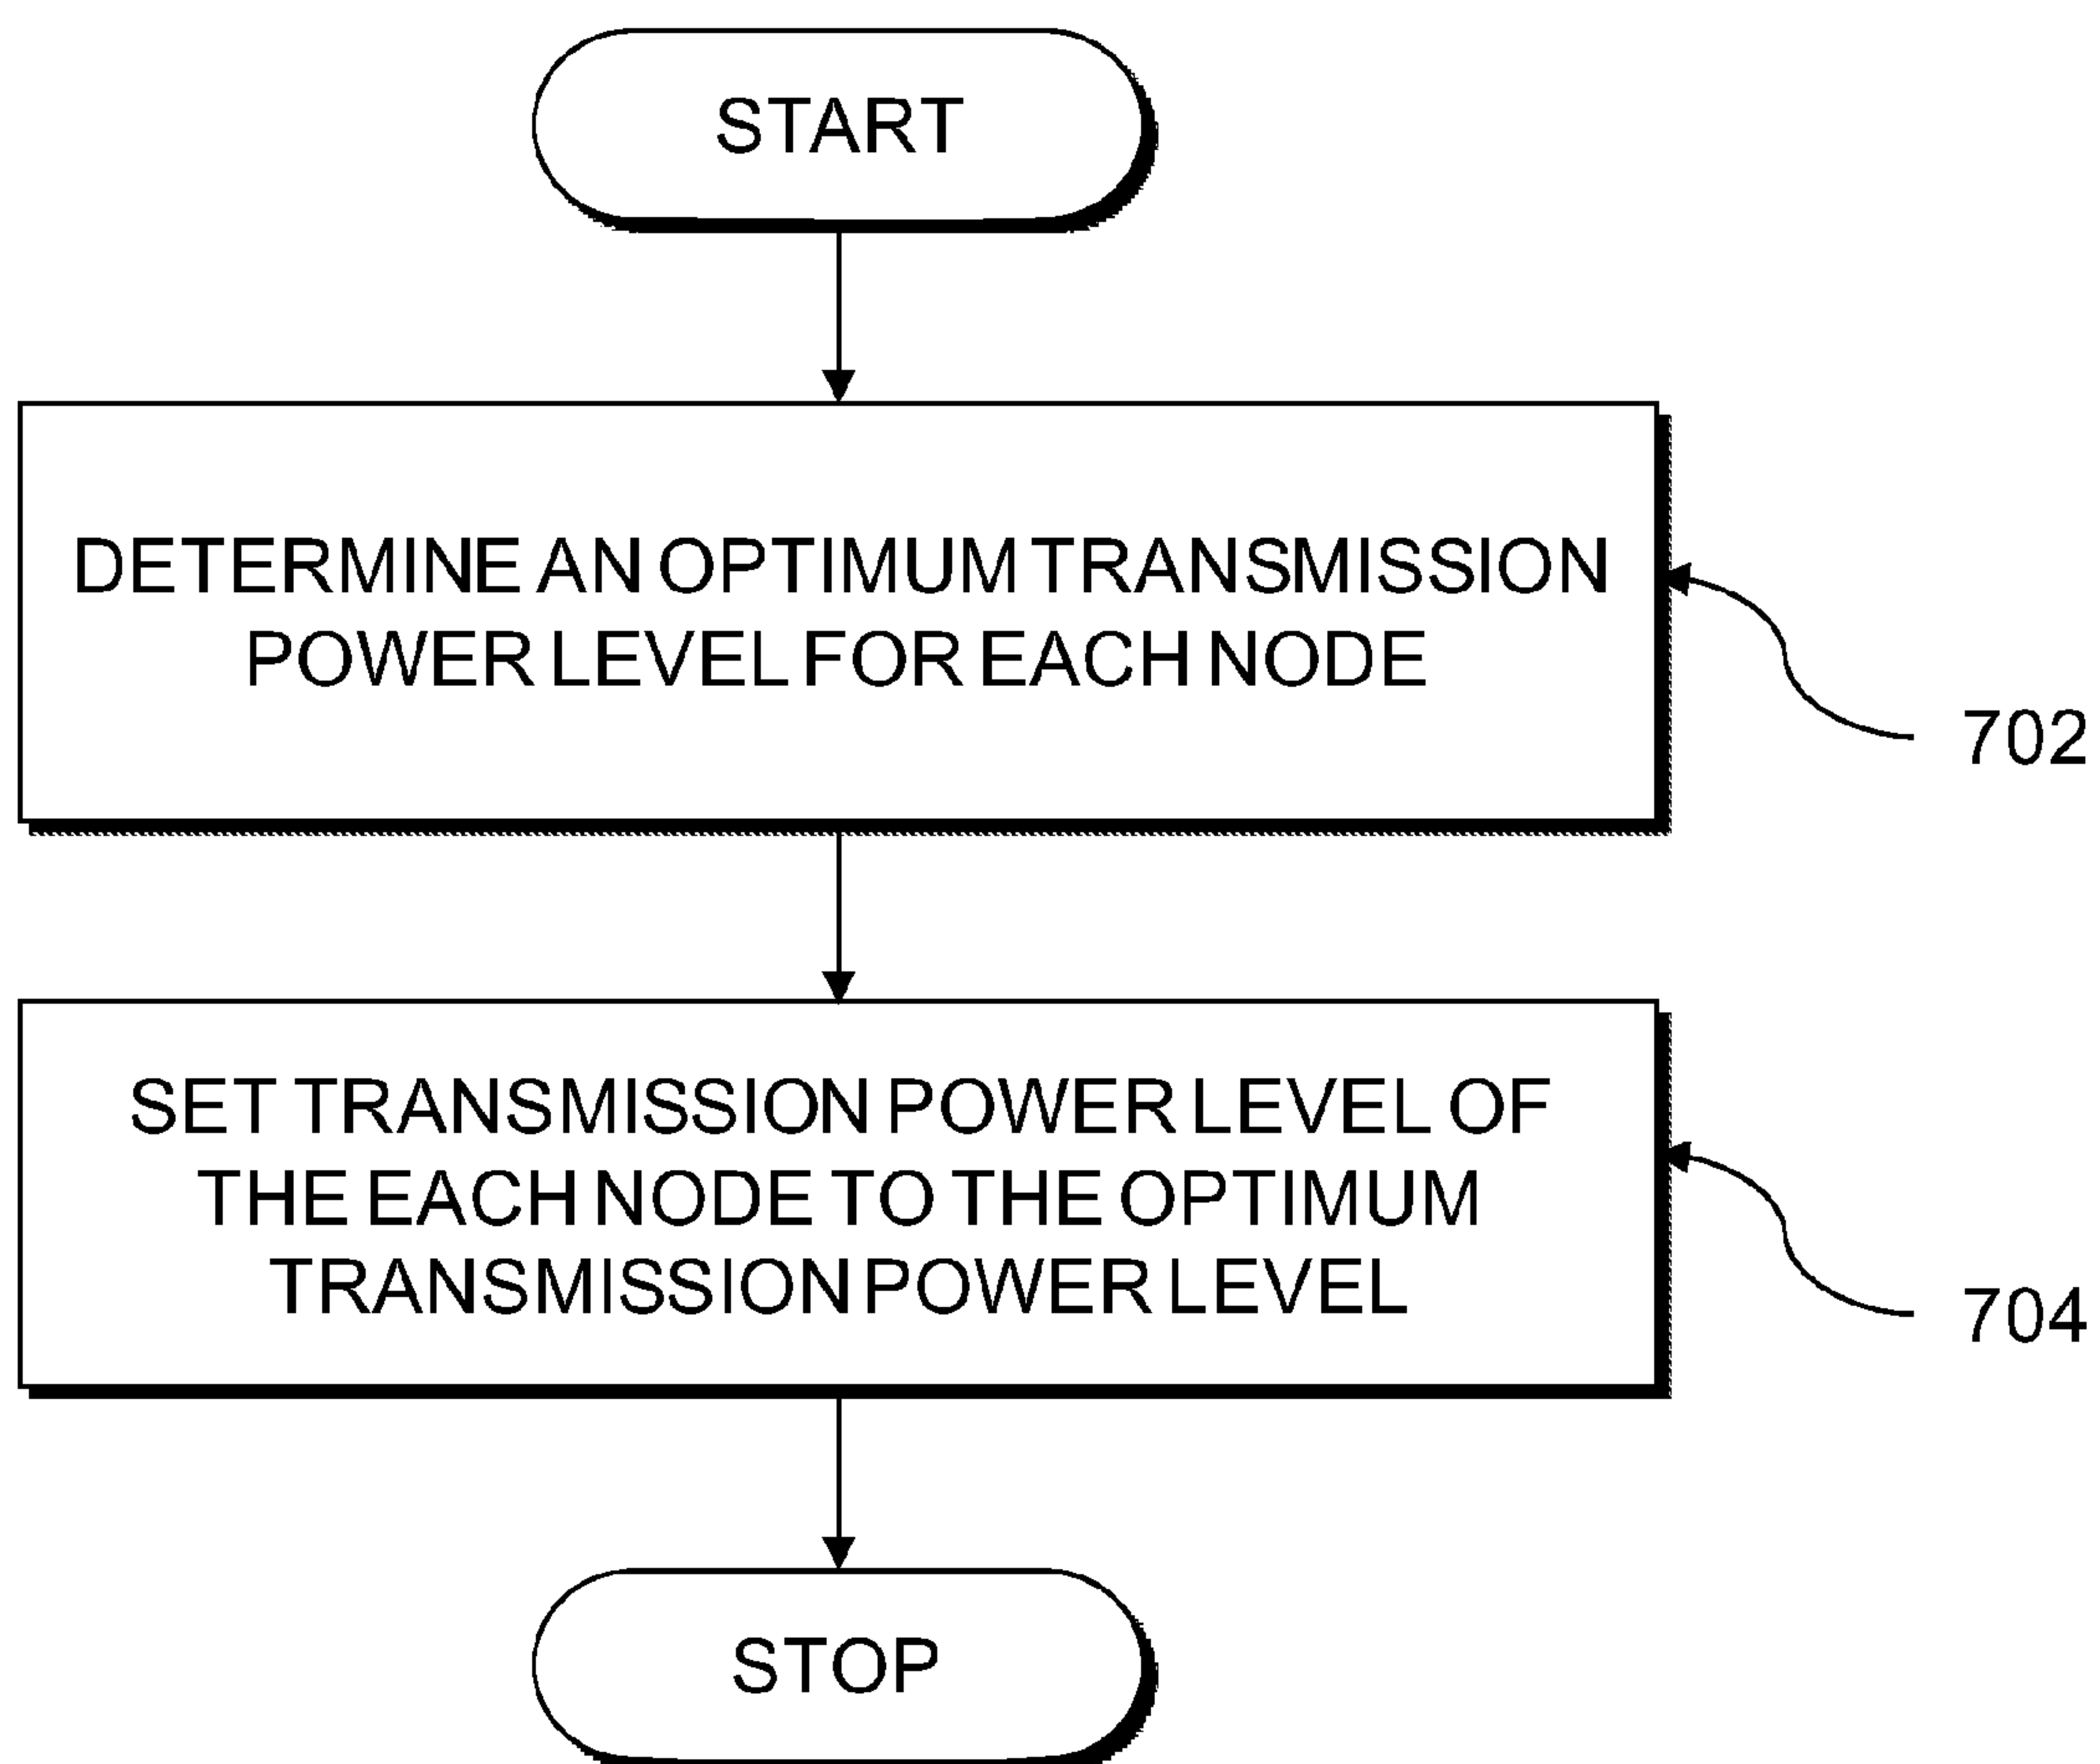 START
DETERMINE AN OPTIMUM TRANSMISSION
POWER LEVEL FOR EACH NODE
702
SET TRANSMISSION POWER LEVEL OF
THE EACH NODE TO THE OPTIMUM
TRANSMISSION POWER LEVEL
704
STOP